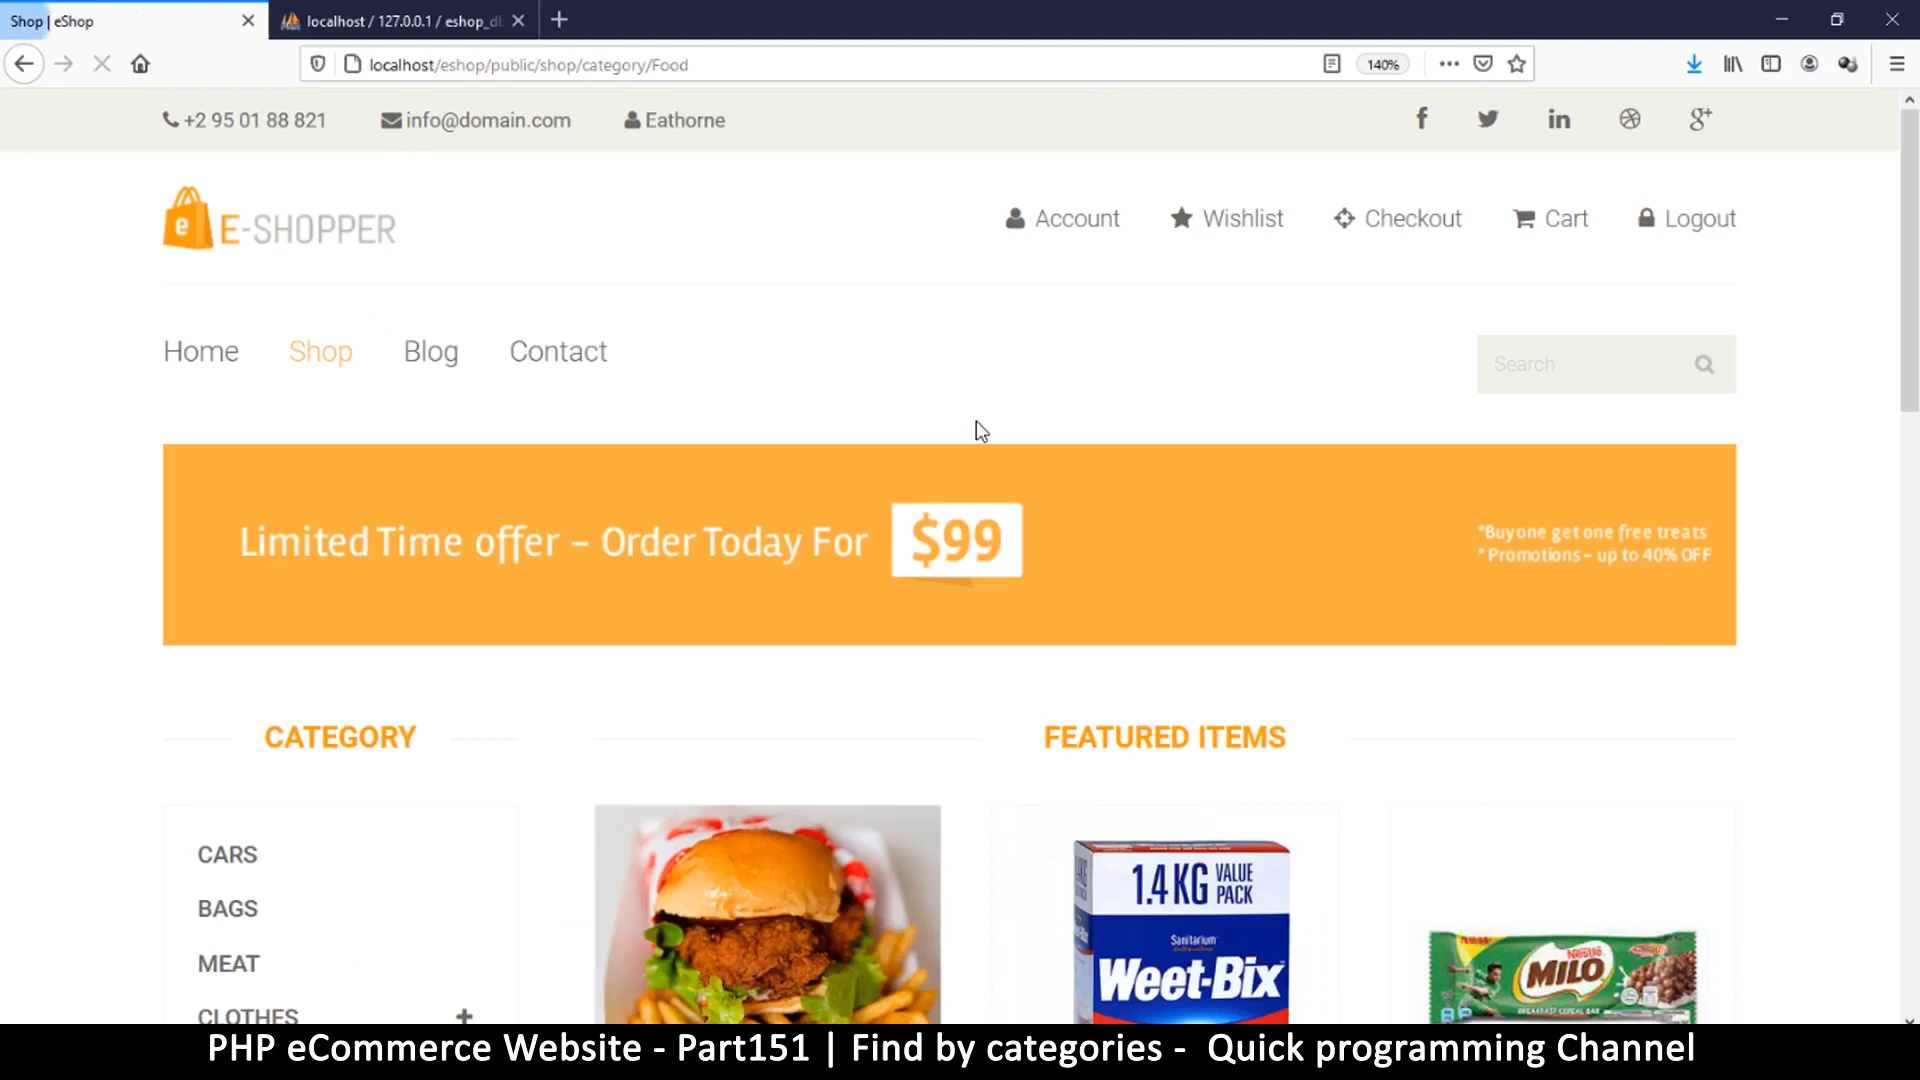 Shop | eShop
localhost / 127.0.0.1 / eshop_d
localhost/eshop/public/shop/category/Food
140%
+2 95 01 88 821
info@domain.com
Eathorne
E-SHOPPER
Account
Wishlist
Checkout
Cart
Logout
Home
Shop
Blog
Contact
Search
Limited Time offer – Order Today For $99
*Buy one get one free treats
*Promotions – up to 40% OFF
CATEGORY
FEATURED ITEMS
CARS
BAGS
MEAT
CLOTHES
1.4 KG VALUE PACK
Sanitarium
Weet-Bix
Nestlé
MILO
BREAKFAST CEREAL BAR
PHP eCommerce Website - Part151 | Find by categories - Quick programming Channel